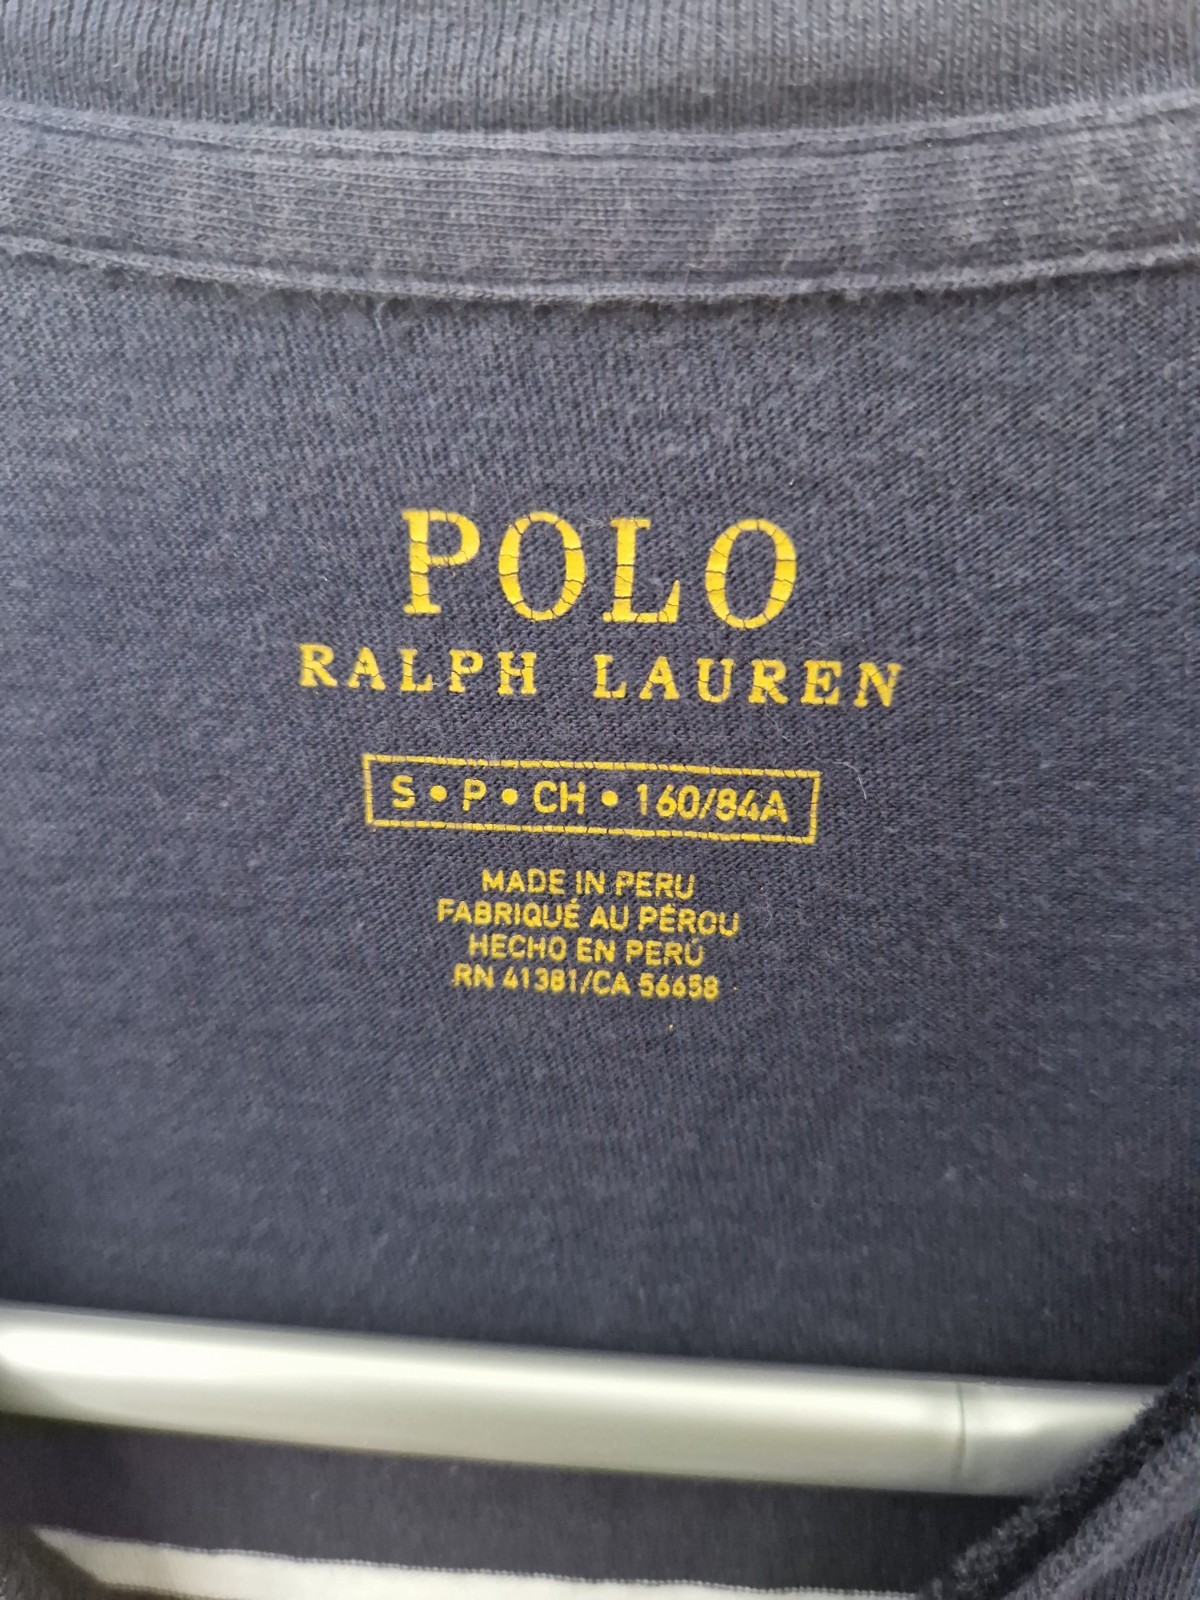 POLO
RALPH LAUREN
S • P • CH • 160/84A
MADE IN PERU
FABRIQUÉ AU PÉROU
HECHO EN PERÚ
RN 41381/CA 56658